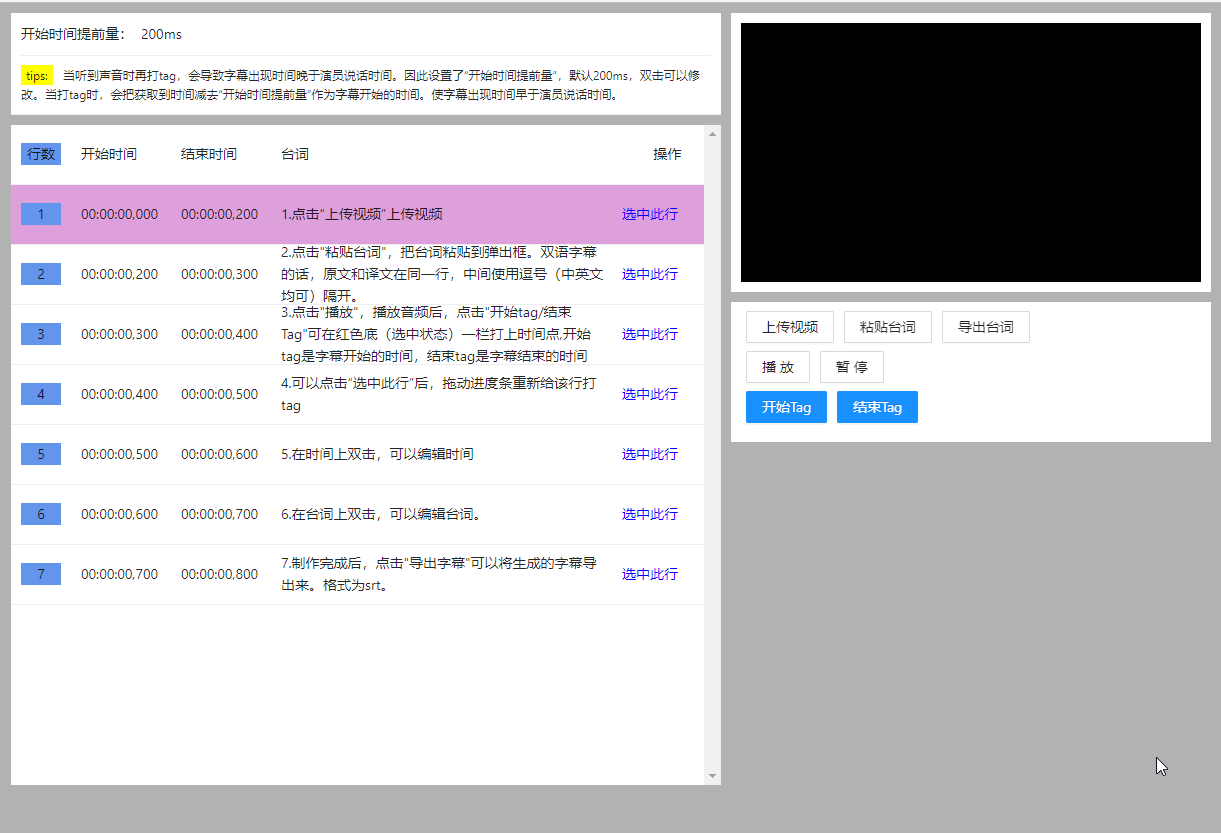 开始时间提前量： 200ms
tips: 当听到声音时再打tag，会导致字幕出现时间晚于演员说话时间。因此设置了“开始时间提前量”，默认200ms，双击可以修
改。当打tag时，会把获取到时间减去“开始时间提前量”作为字幕开始的时间。使字幕出现时间早于演员说话时间。
行数 开始时间 结束时间 台词 操作
1 00:00:00,000 00:00:00,200 1.点击“上传视频”上传视频 选中此行
2.点击“粘贴台词”，把台词粘贴到弹出框。双语字幕
2 00:00:00,200 00:00:00,300 的话，原文和译文在同一行，中间使用逗号（中英文 选中此行
均可）隔开。
3.点击"播放"，播放音频后，点击"开始tag/结束
3 00:00:00,300 00:00:00,400 Tag"可在红色底（选中状态）一栏打上时间点,开始 选中此行
tag是字幕开始的时间，结束tag是字幕结束的时间
4 00:00:00,400 00:00:00,500 4.可以点击“选中此行”后，拖动进度条重新给该行打 选中此行
tag
5 00:00:00,500 00:00:00,600 5.在时间上双击，可以编辑时间 选中此行
6 00:00:00,600 00:00:00,700 6.在台词上双击，可以编辑台词。 选中此行
7 00:00:00,700 00:00:00,800 7.制作完成后，点击"导出字幕"可以将生成的字幕导 选中此行
出来。格式为srt。
上传视频 粘贴台词 导出台词
播 放 暂 停
开始Tag 结束Tag